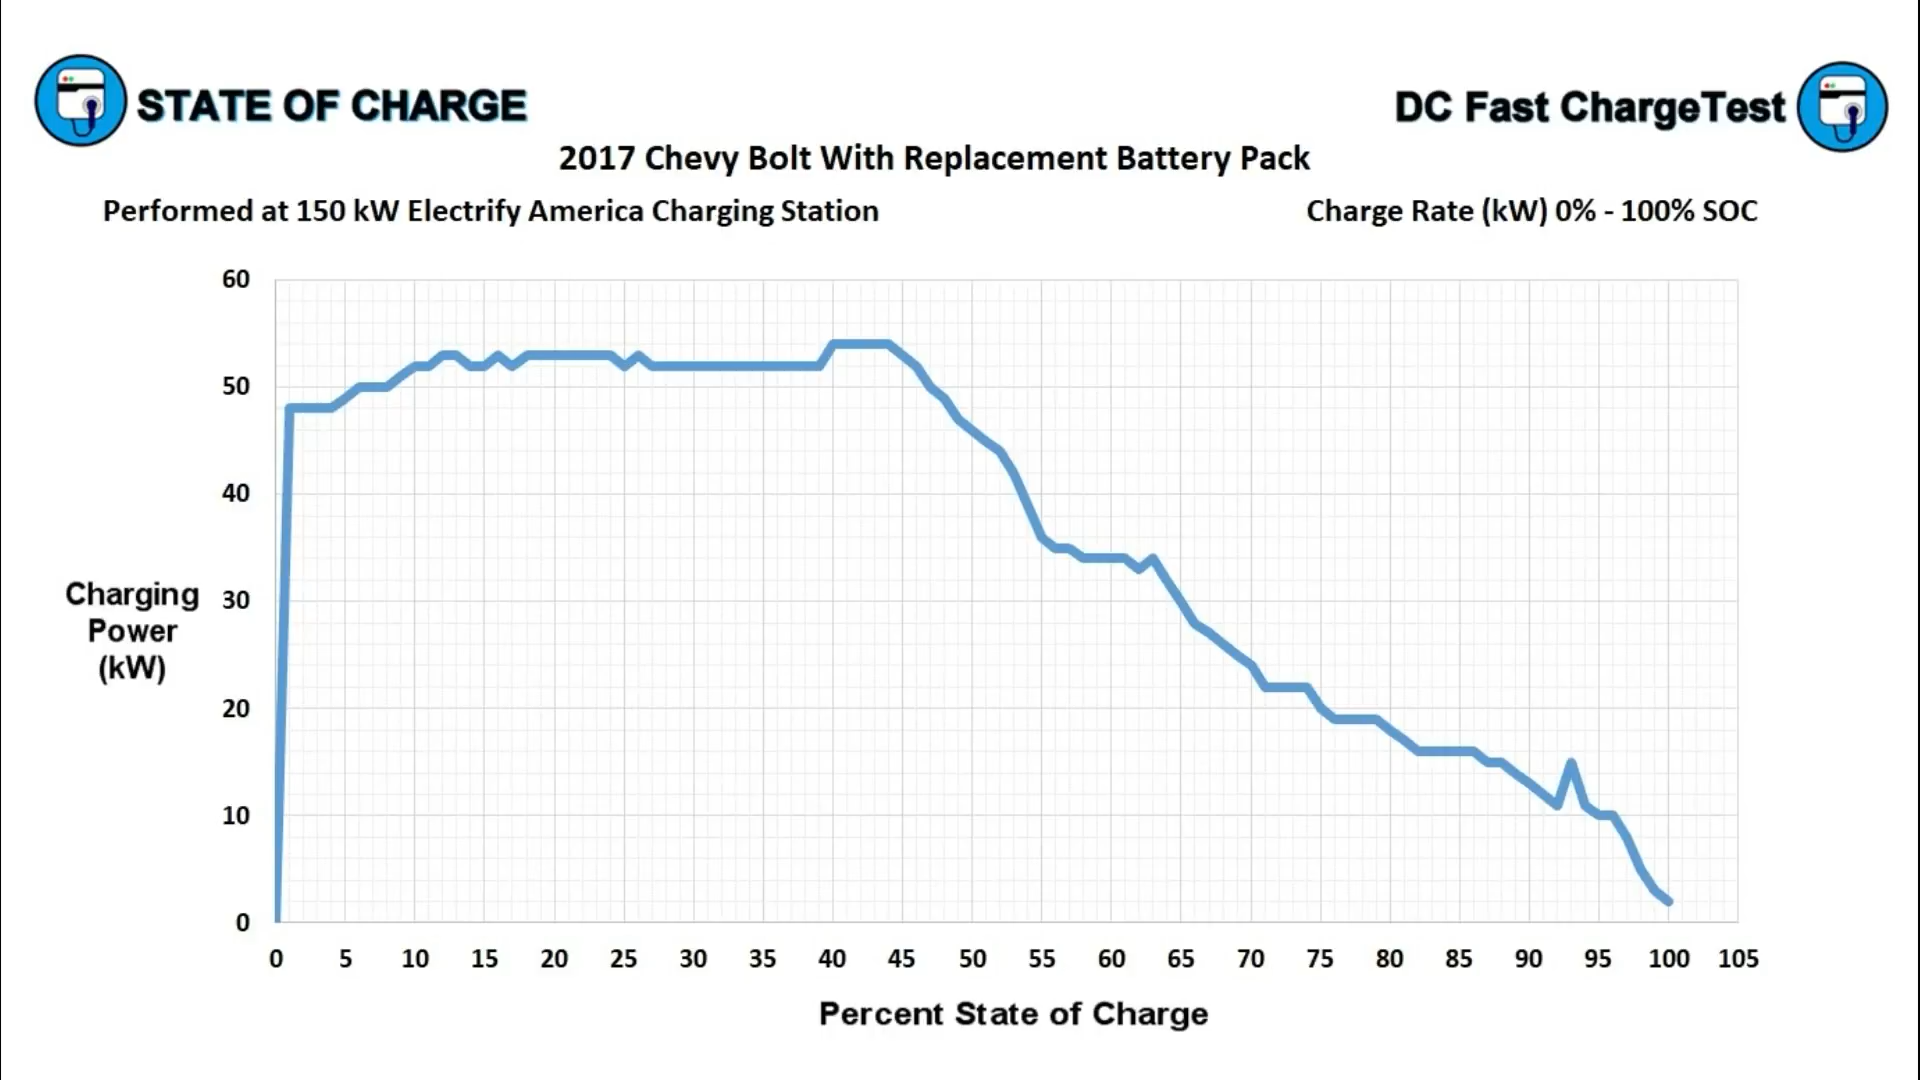 STATE OF CHARGE
DC Fast ChargeTest
2017 Chevy Bolt With Replacement Battery Pack
Performed at 150 kW Electrify America Charging Station
Charge Rate (kW) 0% - 100% SOC
60
50
40
30
20
10
0
Charging
Power
(kW)
0 5 10 15 20 25 30 35 40 45 50 55 60 65 70 75 80 85 90 95 100 105
Percent State of Charge